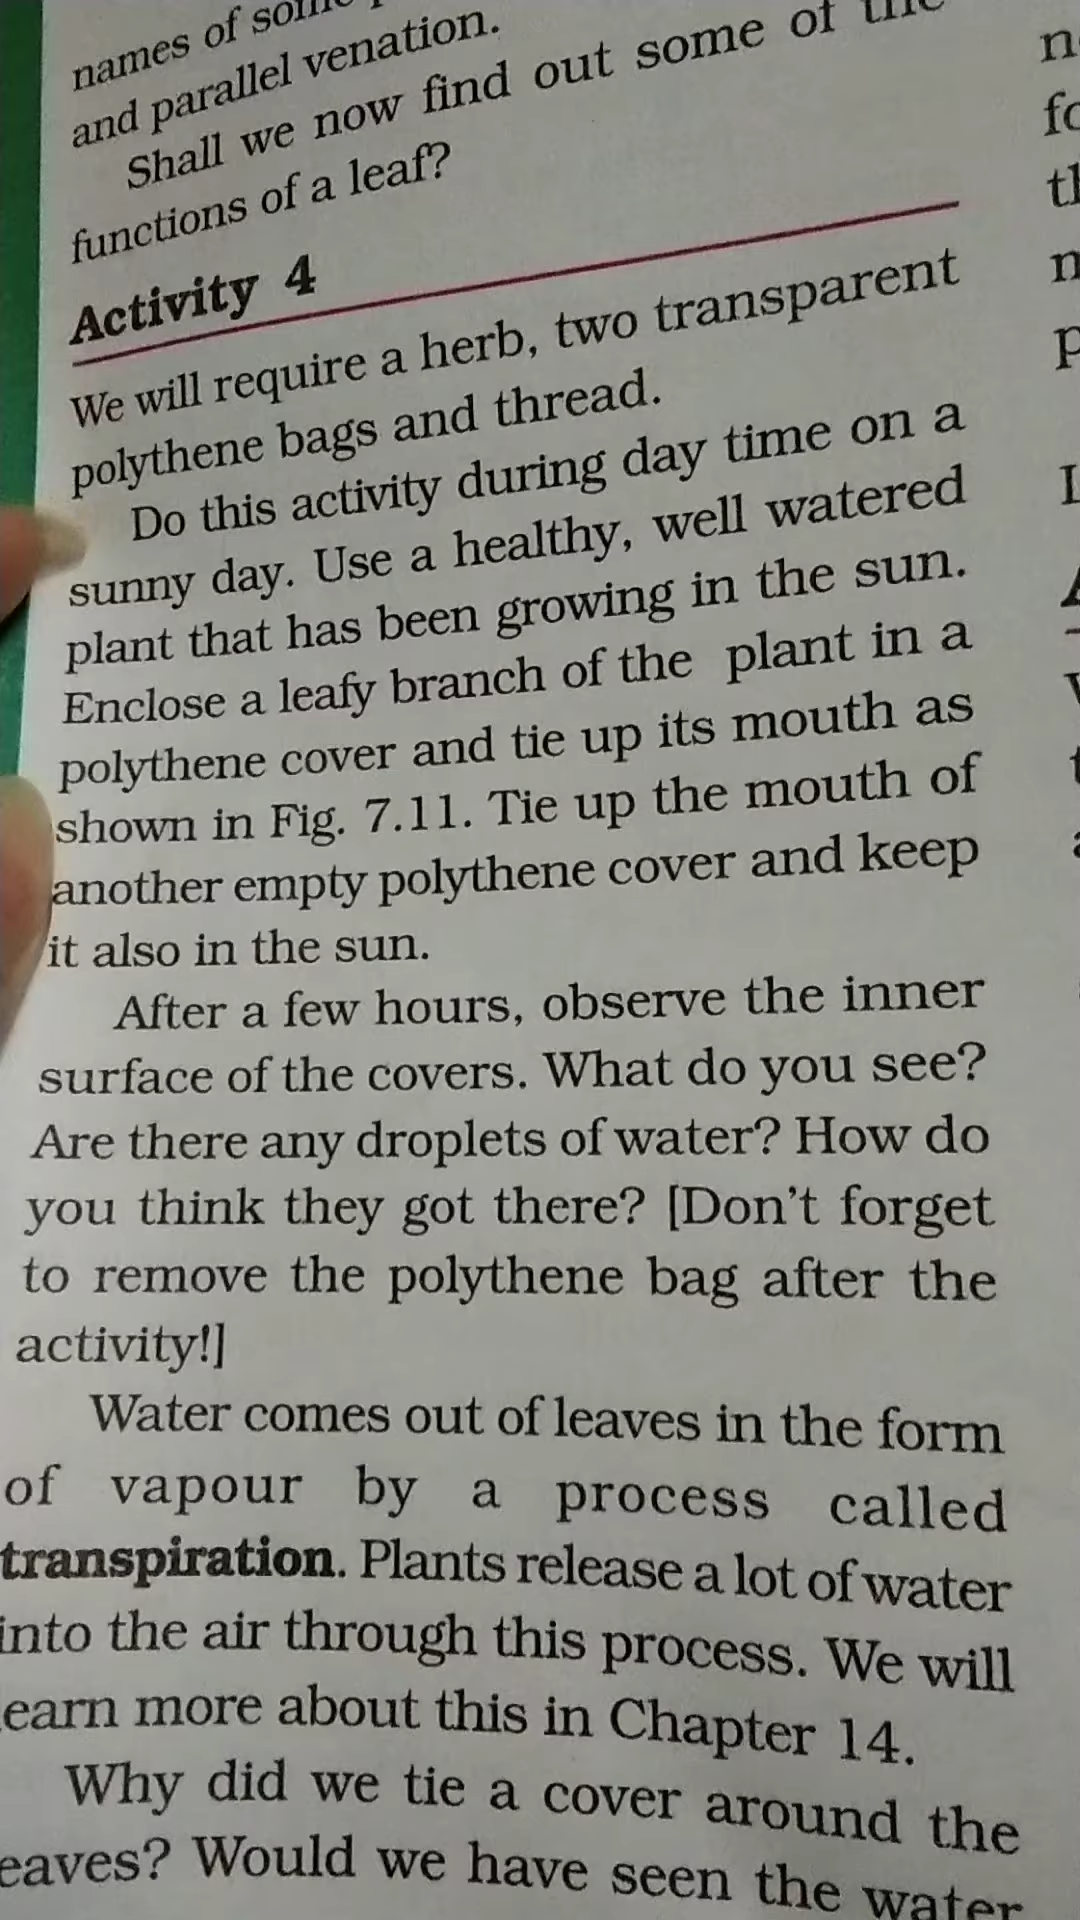 names of some
and parallel venation.
Shall we now find out some of the
functions of a leaf?
Activity 4
We will require a herb, two transparent
polythene bags and thread.
Do this activity during day time on a
sunny day. Use a healthy, well watered
plant that has been growing in the sun.
Enclose a leafy branch of the plant in a
polythene cover and tie up its mouth as
shown in Fig. 7.11. Tie up the mouth of
another empty polythene cover and keep
it also in the sun.
After a few hours, observe the inner
surface of the covers. What do you see?
Are there any droplets of water? How do
you think they got there? [Don't forget
to remove the polythene bag after the
activity!]
Water comes out of leaves in the form
of vapour by a process called
transpiration. Plants release a lot of water
into the air through this process. We will
earn more about this in Chapter 14.
Why did we tie a cover around the
eaves? Would we have seen the water